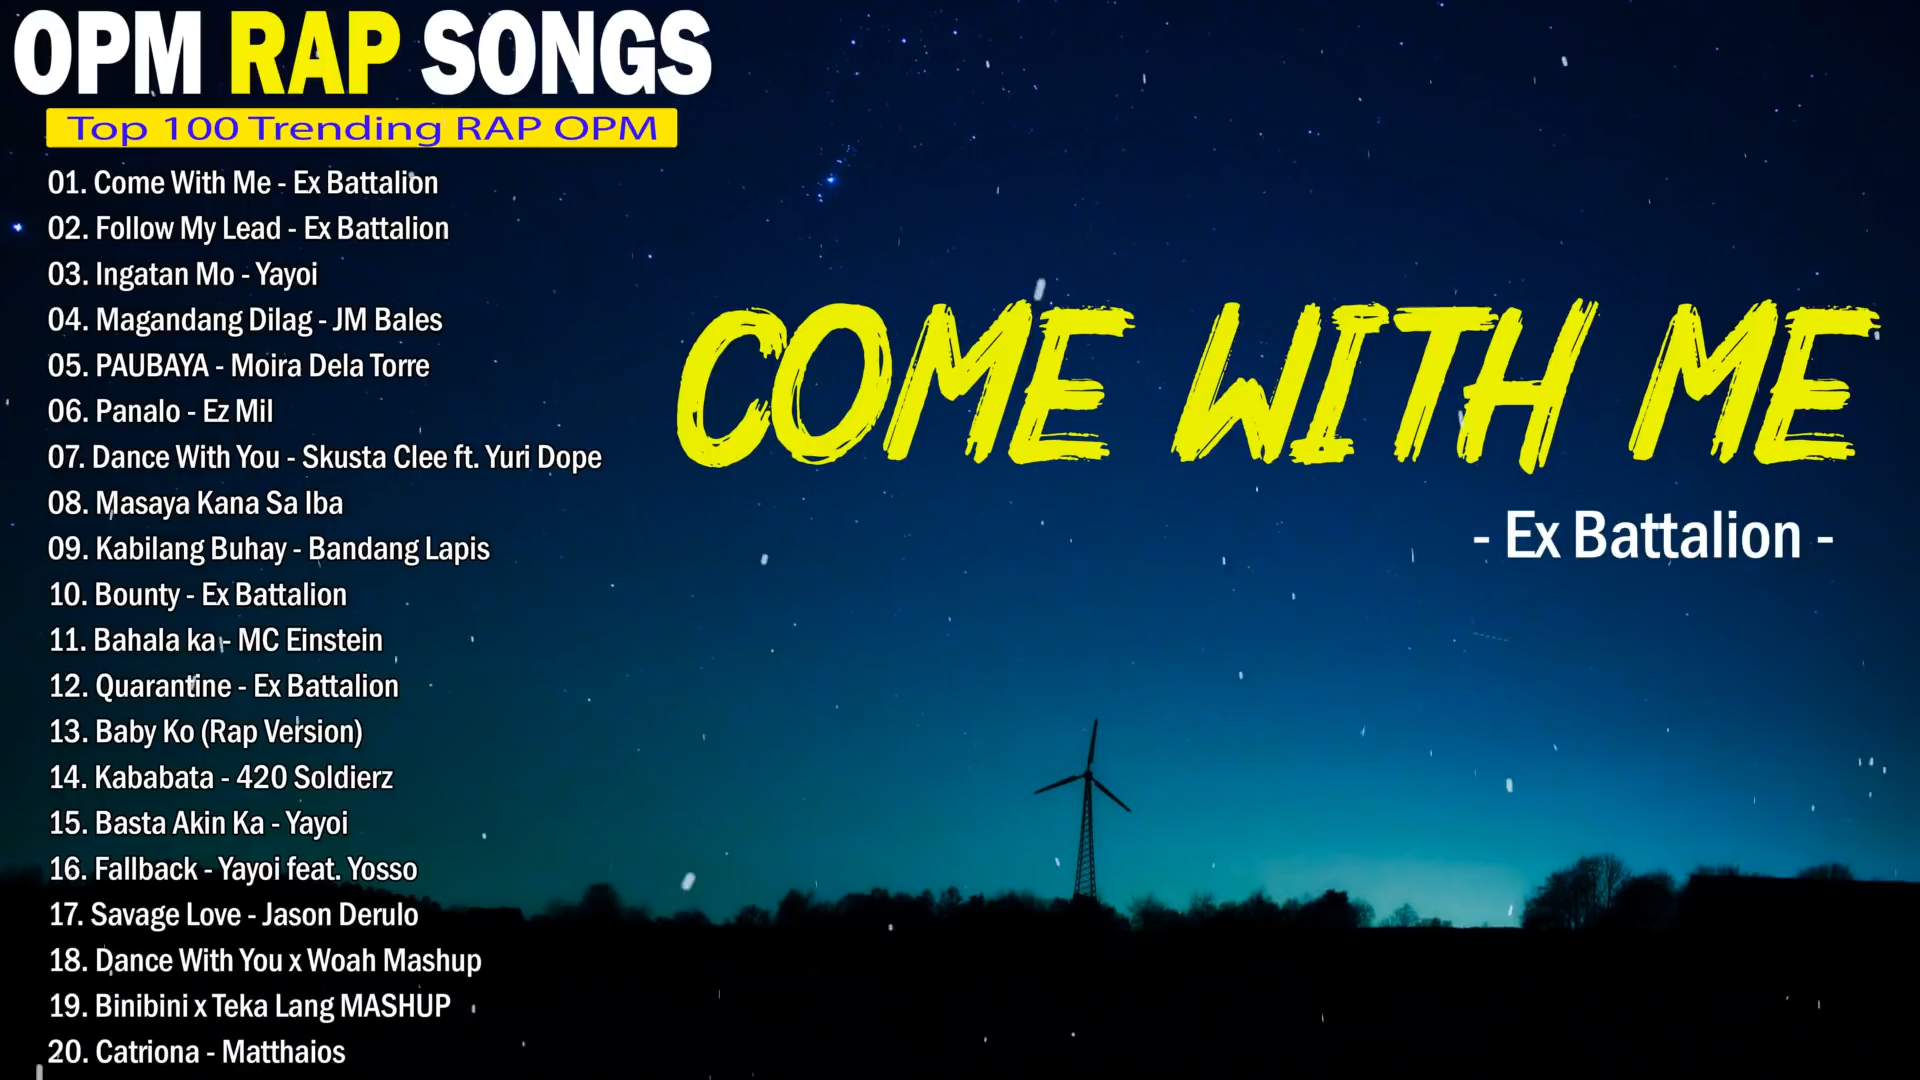 OPM RAP SONGS
Top 100 Trending RAP OPM
01. Come With Me - Ex Battalion
02. Follow My Lead - Ex Battalion
03. Ingatan Mo - Yayoi
04. Magandang Dilag - JM Bales
05. PAUBAYA - Moira Dela Torre
06. Panalo - Ez Mil
07. Dance With You - Skusta Clee ft. Yuri Dope
08. Masaya Kana Sa Iba
09. Kabilang Buhay - Bandang Lapis
10. Bounty - Ex Battalion
11. Bahala ka - MC Einstein
12. Quarantine - Ex Battalion
13. Baby Ko (Rap Version)
14. Kababata - 420 Soldierz
15. Basta Akin Ka - Yayoi
16. Fallback - Yayoi feat. Yosso
17. Savage Love - Jason Derulo
18. Dance With You x Woah Mashup
19. Binibini x Teka Lang MASHUP
20. Catriona - Matthaios
COME WITH ME
- Ex Battalion -